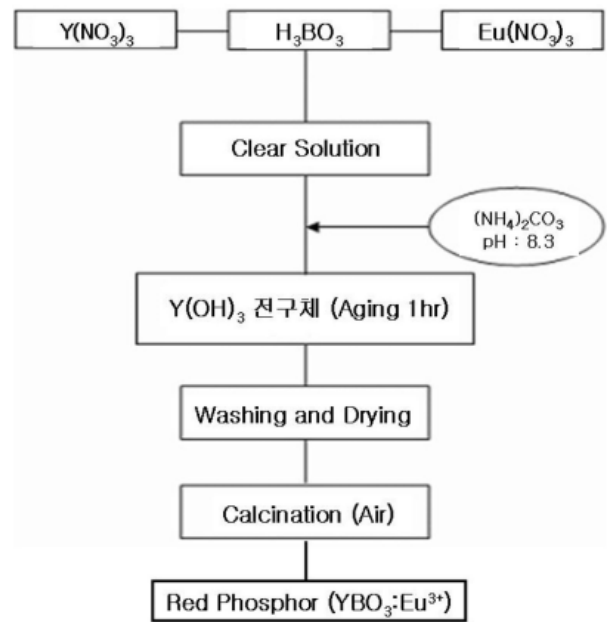 Y(NO₃)₃ H₃BO₃ Eu(NO₃)₃
Clear Solution
(NH₄)₂CO₃
pH : 8.3
Y(OH)₃ 전구체 (Aging 1hr)
Washing and Drying
Calcination (Air)
Red Phosphor (YBO₃:Eu³⁺)